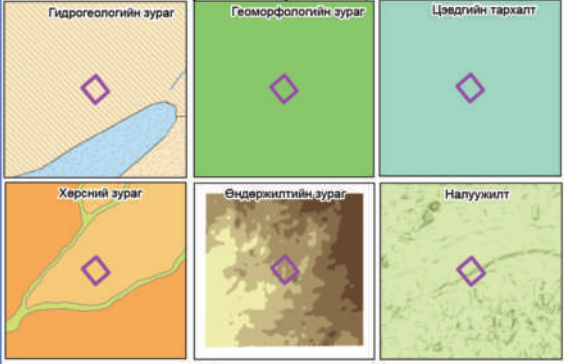 Гидрогеологийн зураг
Геоморфологийн зураг
Цэвдгийн тархалт
Хөрсний зураг
Өндөржилтийн зураг
Налуужилт